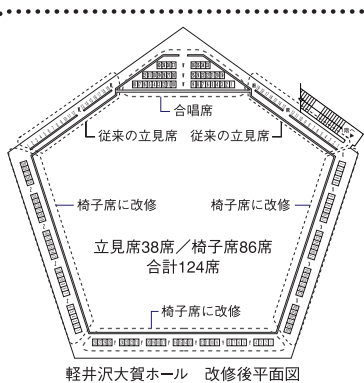 合唱席
従来の立見席 従来の立見席
椅子席に改修 椅子席に改修
立見席38席／椅子席86席
合計124席
椅子席に改修
軽井沢大賀ホール 改修後平面図